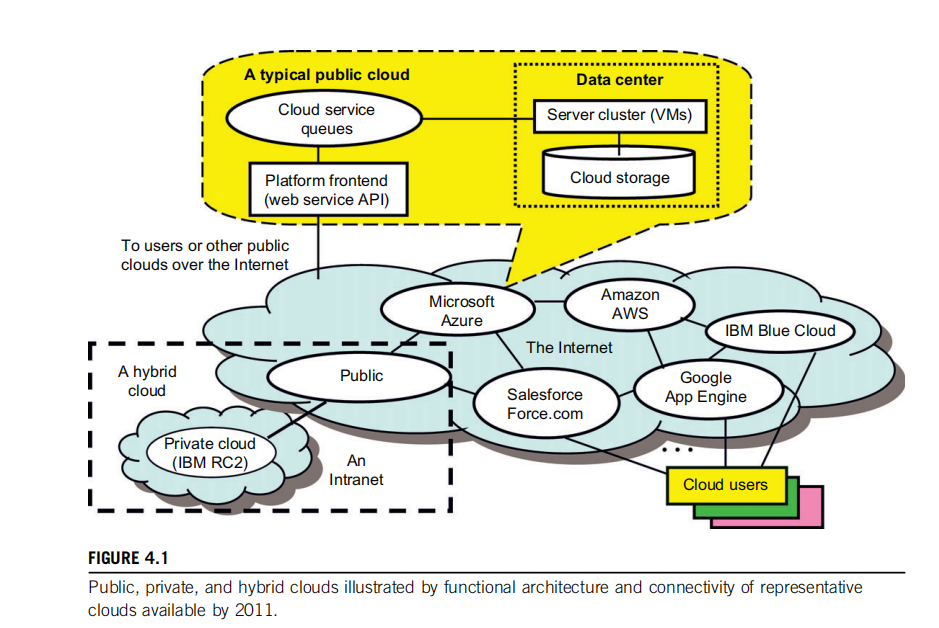 A typical public cloud
Data center
Cloud service
queues
Server cluster (VMs)
Cloud storage
Platform frontend
(web service API)
To users or other public
clouds over the Internet
Microsoft
Azure
Amazon
AWS
IBM Blue Cloud
The Internet
A hybrid
cloud
Public
Salesforce
Force.com
Google
App Engine
Private cloud
(IBM RC2)
An
Intranet
...
Cloud users
FIGURE 4.1
Public, private, and hybrid clouds illustrated by functional architecture and connectivity of representative
clouds available by 2011.